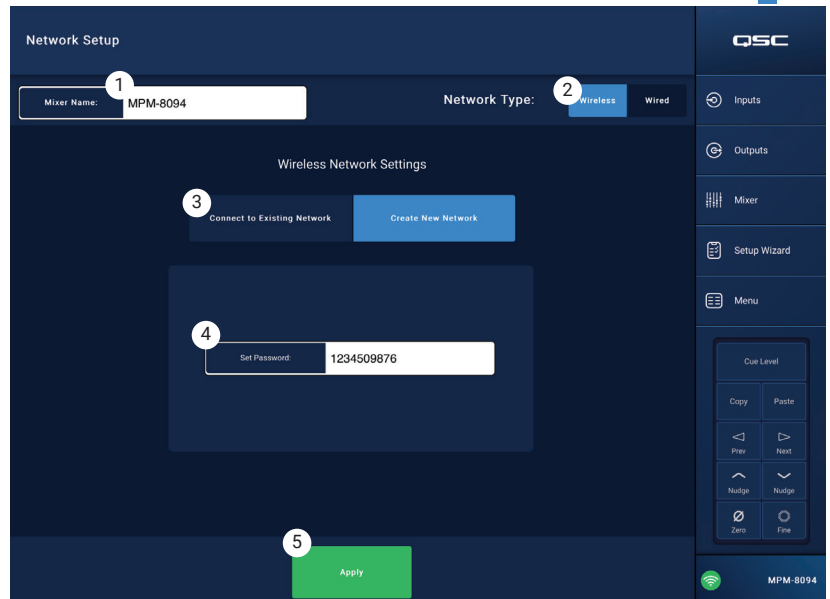 Network Setup
QSC
1
Mixer Name: MPM-8094
Network Type:
2
Wireless Wired
Inputs
Outputs
Wireless Network Settings
3
Connect to Existing Network Create New Network
Mixer
Setup Wizard
Menu
4
Set Password: 1234509876
Cue Level
Copy Paste
Prev Next
Nudge Nudge
Zero Fine
5
Apply
MPM-8094